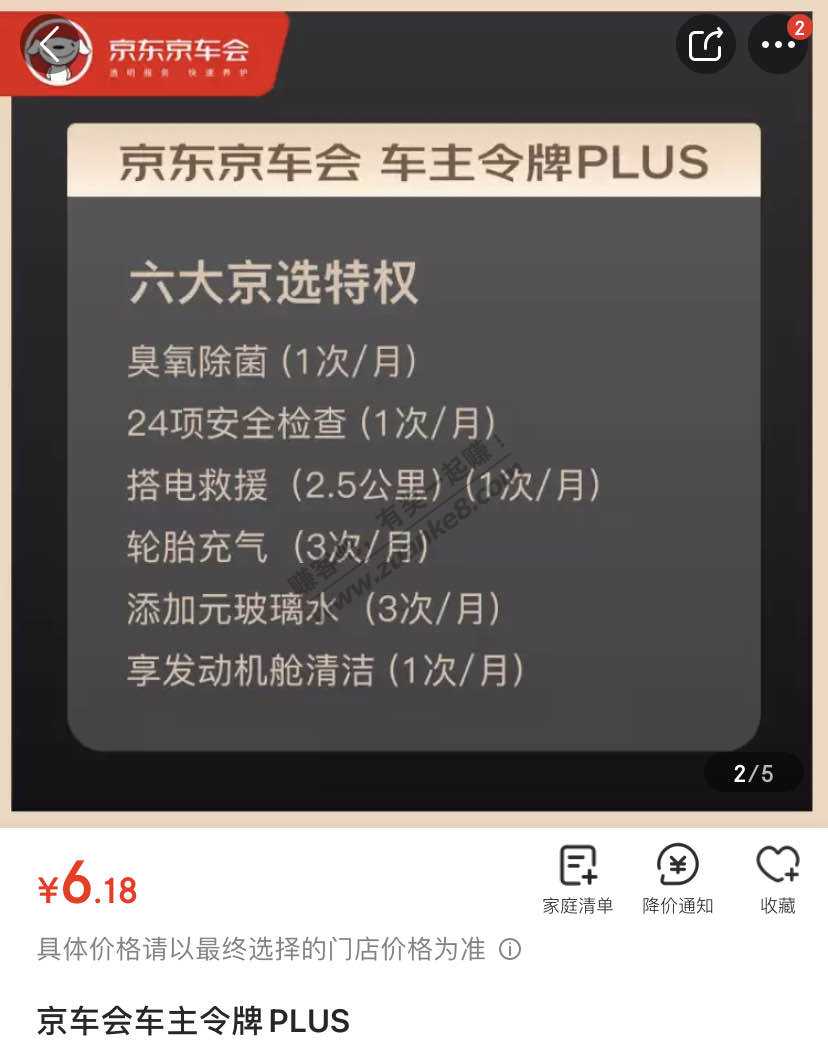 2
京东京车会
透明服务 快速养护
京东京车会 车主令牌PLUS
六大京选特权
臭氧除菌 (1次/月)
24项安全检查 (1次/月)
搭电救援 (2.5公里) (1次/月)
轮胎充气 (3次/月)
添加元玻璃水 (3次/月)
享发动机舱清洁 (1次/月)
赚客吧，有奖一起赚！
www.zuanke8.com
2/5
¥6.18
家庭清单 降价通知 收藏
具体价格请以最终选择的门店价格为准
京车会车主令牌PLUS